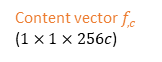 Content vector f,c
(1 × 1 × 256c)